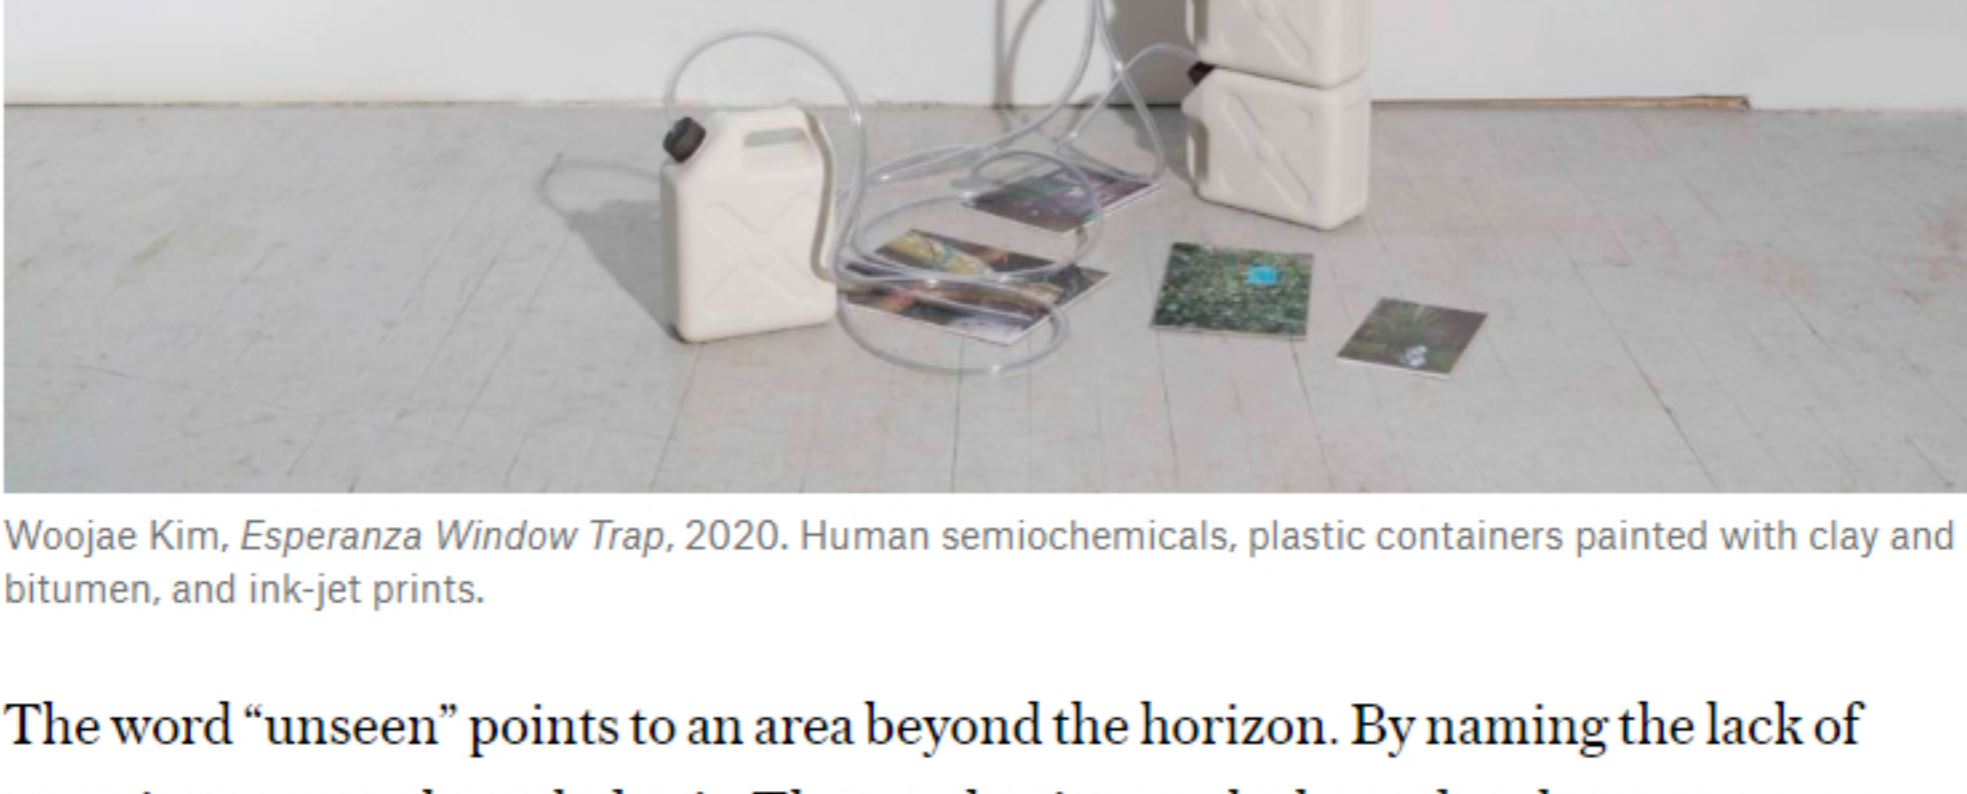 Woojae Kim, Esperanza Window Trap, 2020. Human semiochemicals, plastic containers painted with clay and
bitumen, and ink-jet prints.
The word “unseen” points to an area beyond the horizon. By naming the lack of